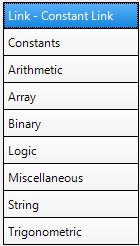 Link - Constant Link
Constants
Arithmetic
Array
Binary
Logic
Miscellaneous
String
Trigonometric